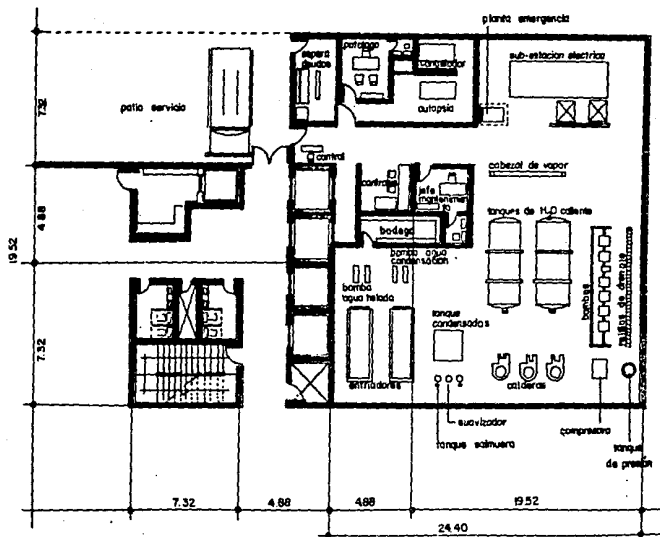 planta emergencia
sub-estacion electrica
patologo
espera
deudos
autopsia
patio servicio
control
cabezal de vapor
jefe
mantenimien
to
tanques de H₂O caliente
bodega
bomba agua
condensación
bomba
agua helada
tanque
condensados
bombas
enfriadores
calderas
suavizador
tanque salmuera
compresora
tanque
de presión
7.32
4.88
19.52
7.32
7.32
4.88
4.88
19.52
24.40